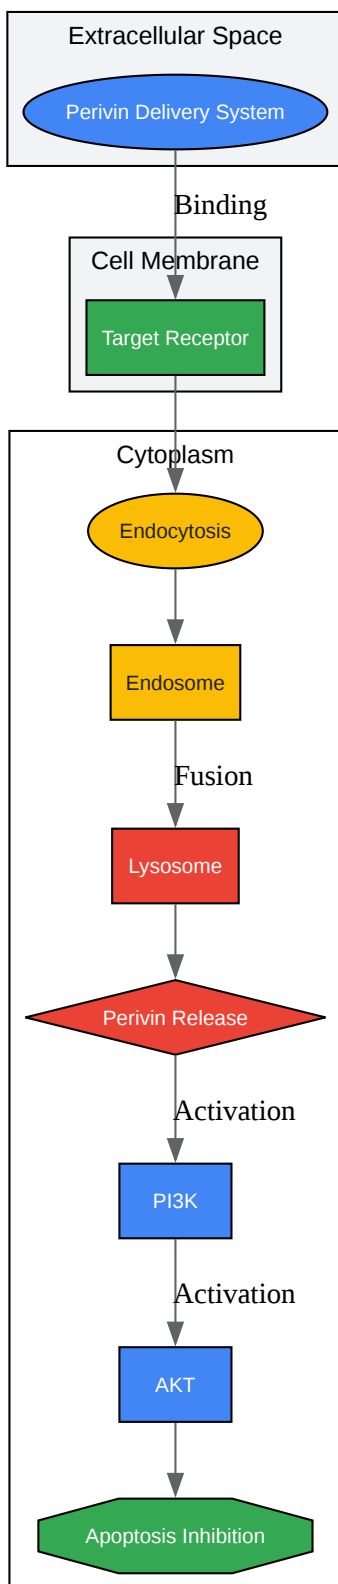 Extracellular Space
Perivin Delivery System
Binding
Cell Membrane
Target Receptor
Cytoplasm
Endocytosis
Endosome
Fusion
Lysosome
Perivin Release
Activation
PI3K
Activation
AKT
Apoptosis Inhibition